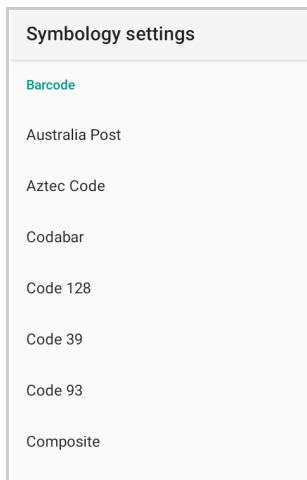 Symbology settings
Barcode
Australia Post
Aztec Code
Codabar
Code 128
Code 39
Code 93
Composite